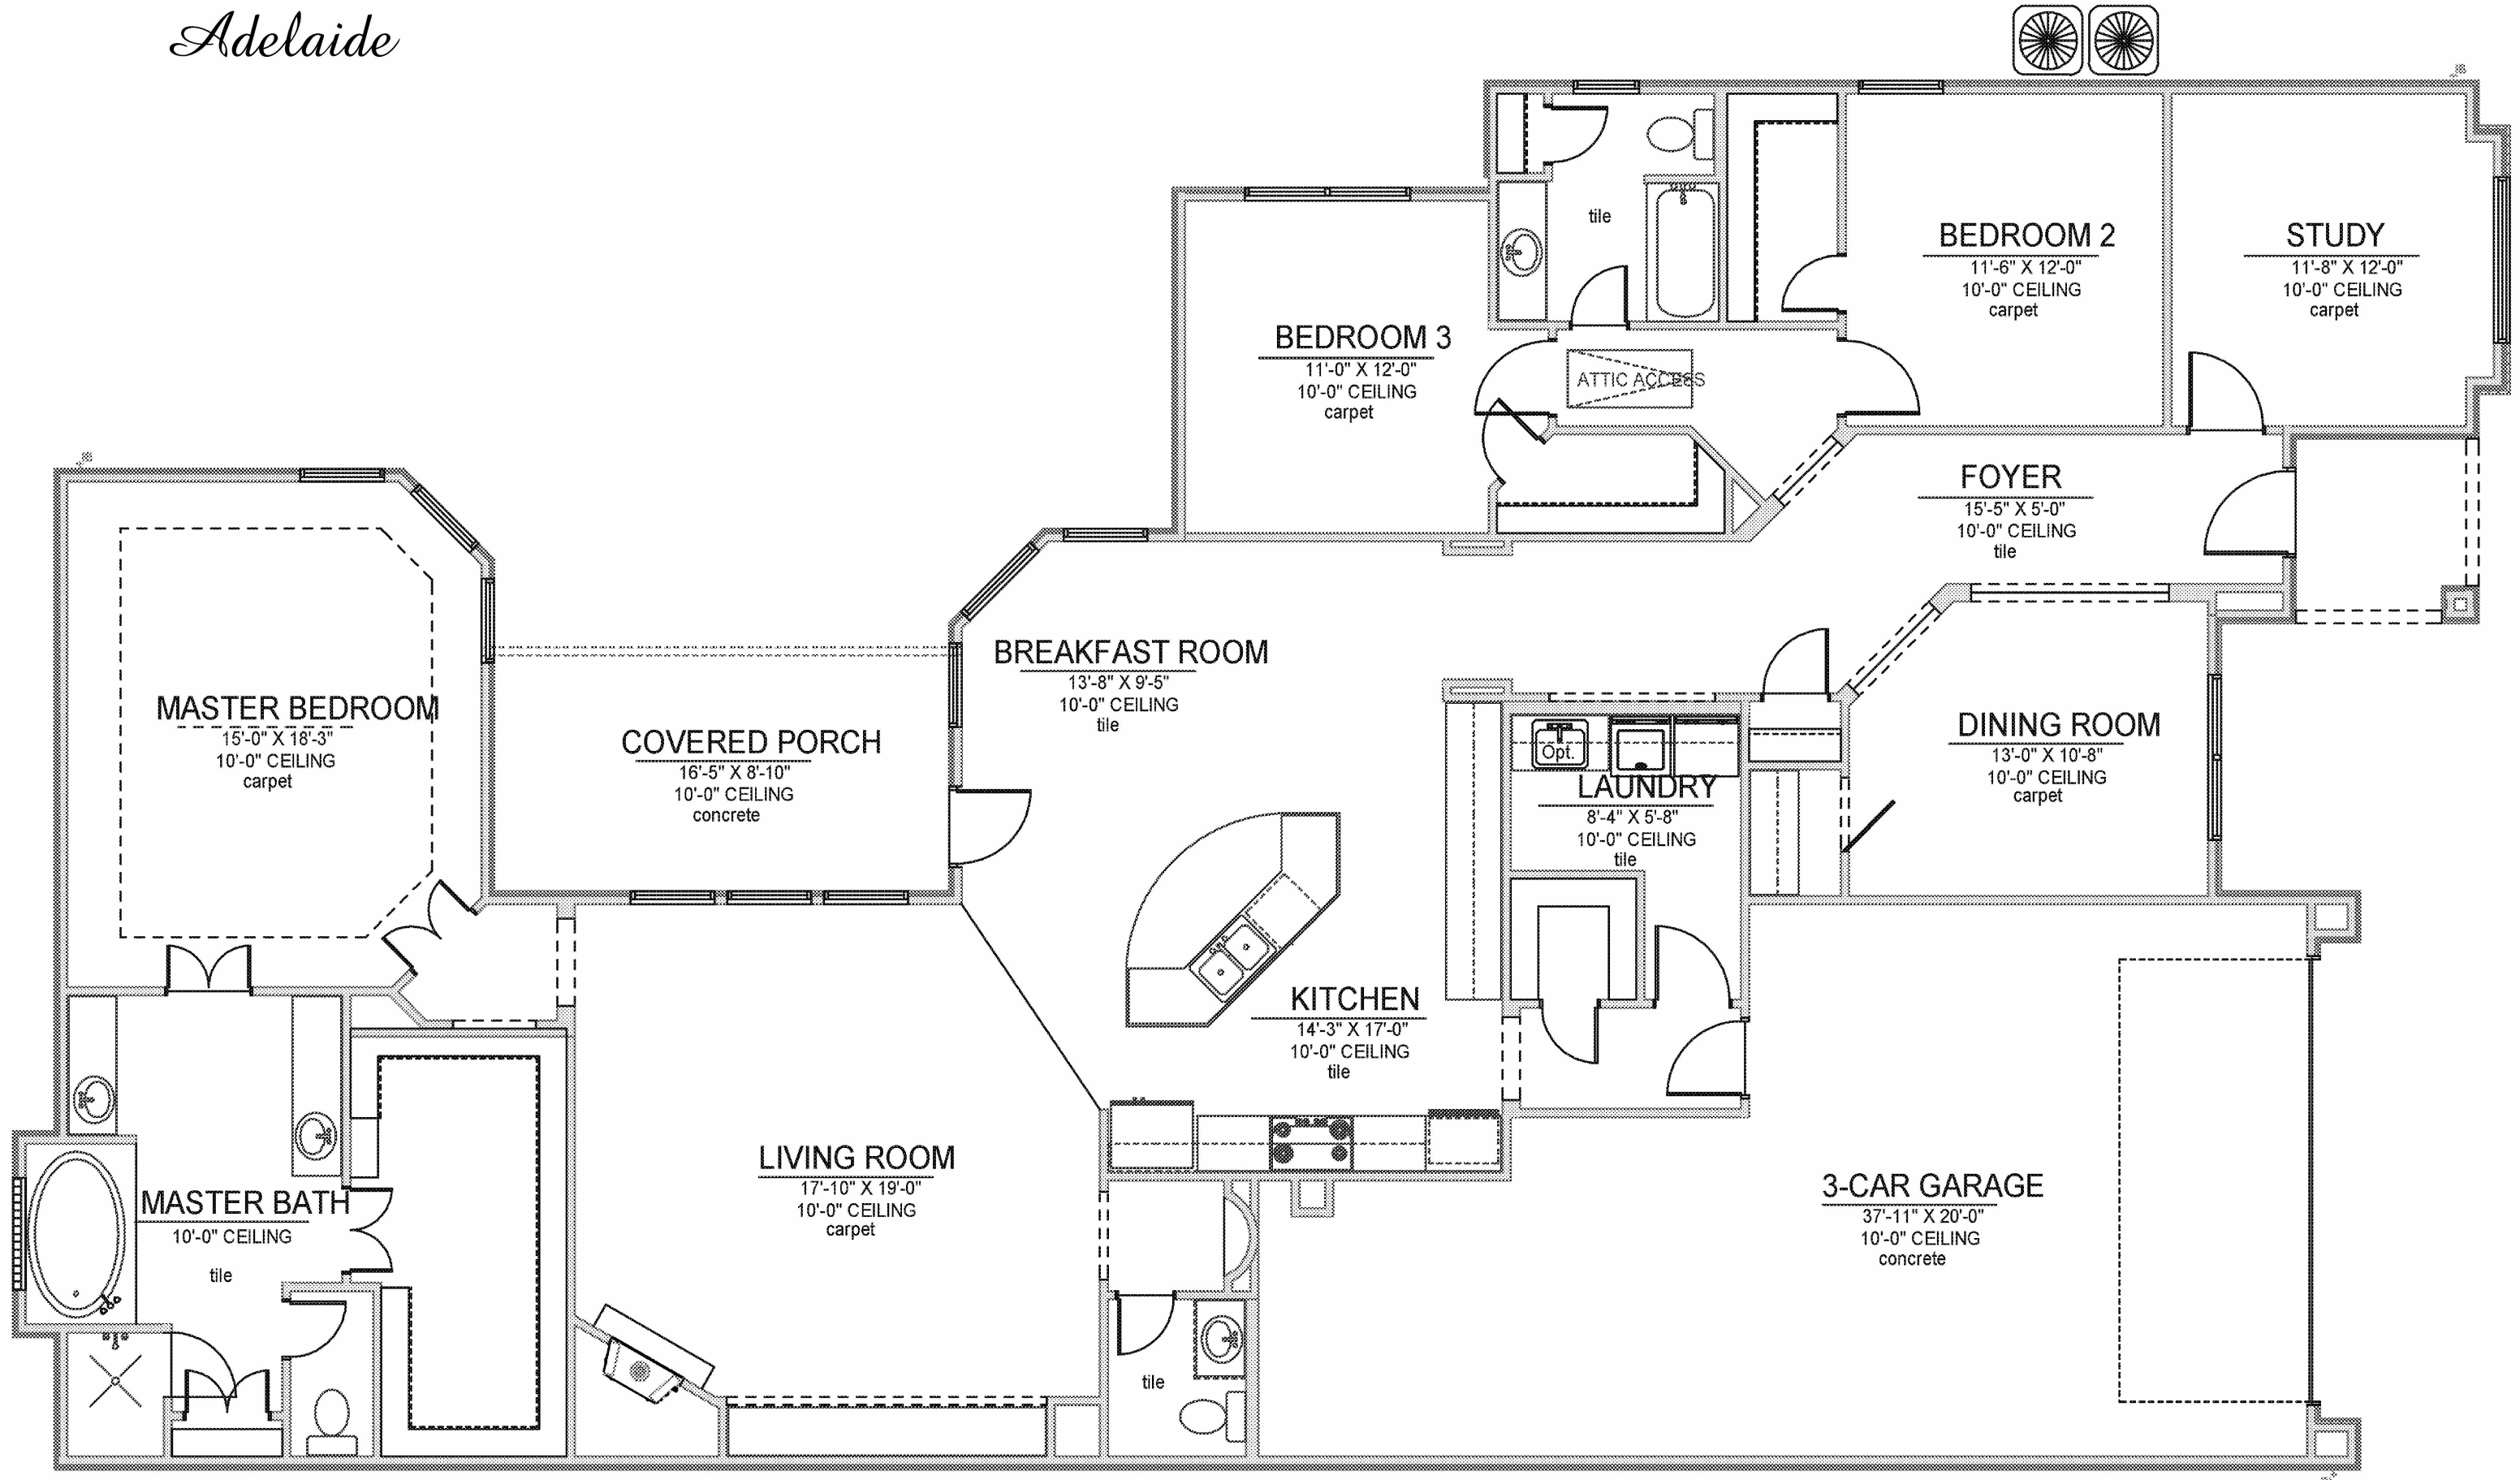 Adelaide
BEDROOM 2
11'-6" X 12'-0"
10'-0" CEILING
carpet
STUDY
11'-8" X 12'-0"
10'-0" CEILING
carpet
tile
BEDROOM 3
11'-0" X 12'-0"
10'-0" CEILING
carpet
ATTIC ACCESS
FOYER
15'-5" X 5'-0"
10'-0" CEILING
tile
MASTER BEDROOM
15'-0" X 18'-3"
10'-0" CEILING
carpet
COVERED PORCH
16'-5" X 8'-10"
10'-0" CEILING
concrete
BREAKFAST ROOM
13'-8" X 9'-5"
10'-0" CEILING
tile
Opt.
LAUNDRY
8'-4" X 5'-8"
10'-0" CEILING
tile
DINING ROOM
13'-0" X 10'-8"
10'-0" CEILING
carpet
KITCHEN
14'-3" X 17'-0"
10'-0" CEILING
tile
MASTER BATH
10'-0" CEILING
tile
LIVING ROOM
17'-10" X 19'-0"
10'-0" CEILING
carpet
3-CAR GARAGE
37'-11" X 20'-0"
10'-0" CEILING
concrete
tile